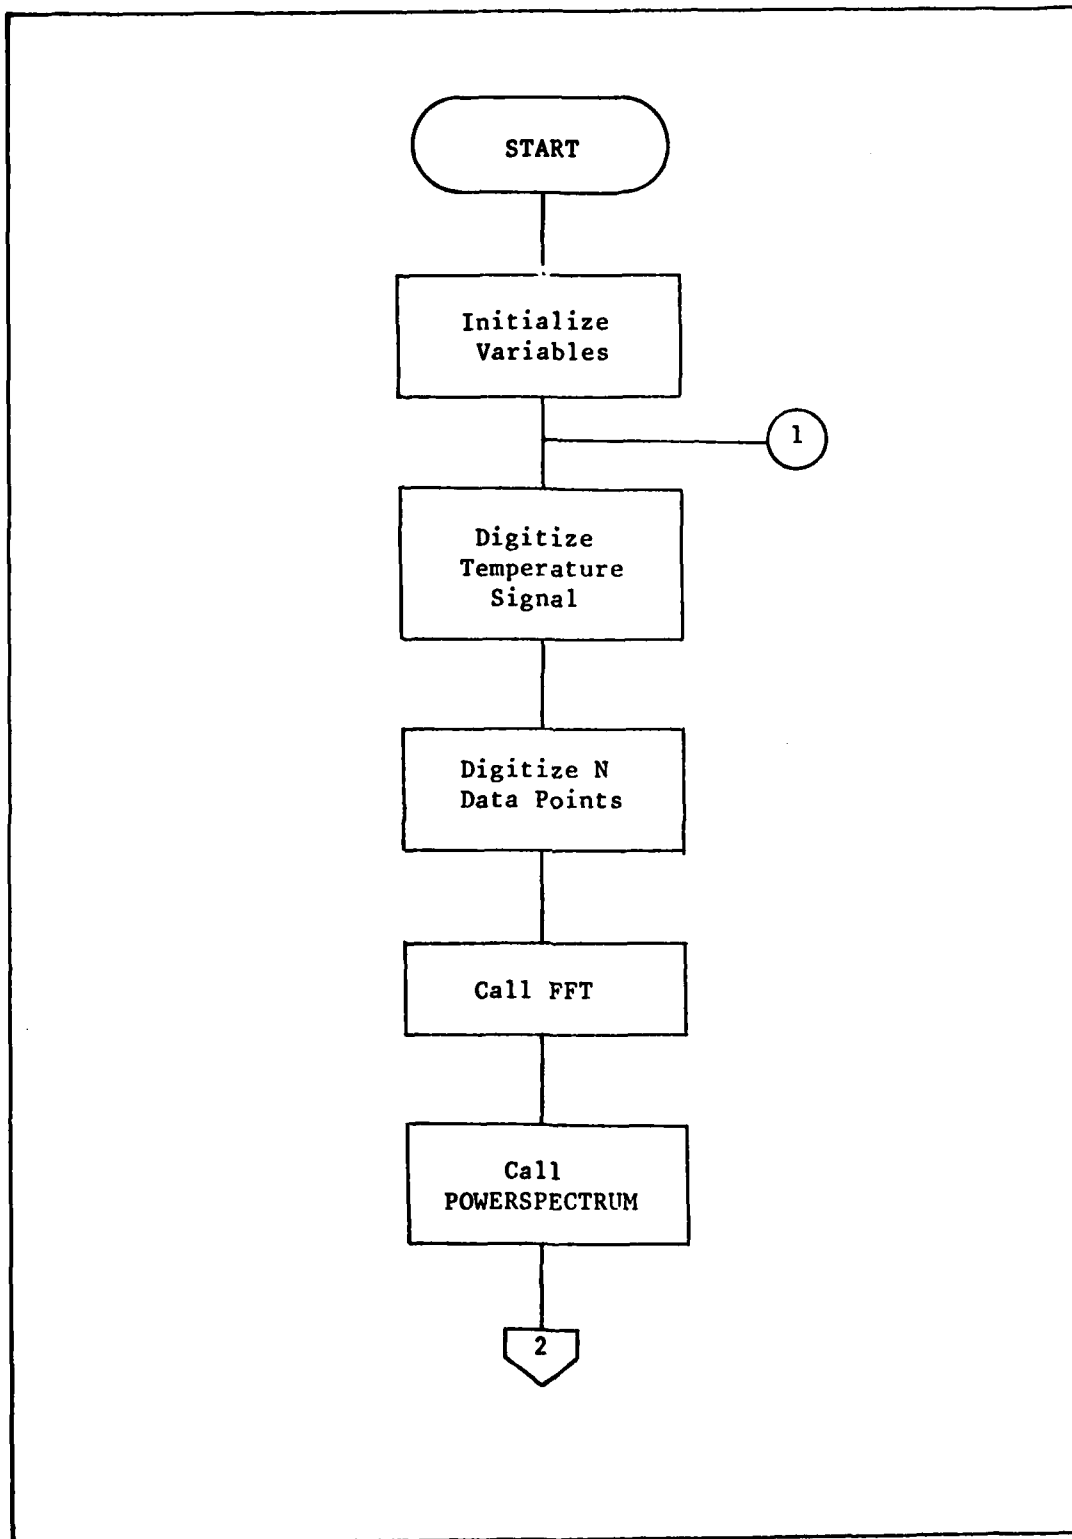 START
Initialize
Variables
1
Digitize
Temperature
Signal
Digitize N
Data Points
Call FFT
Call
POWERSPECTRUM
2